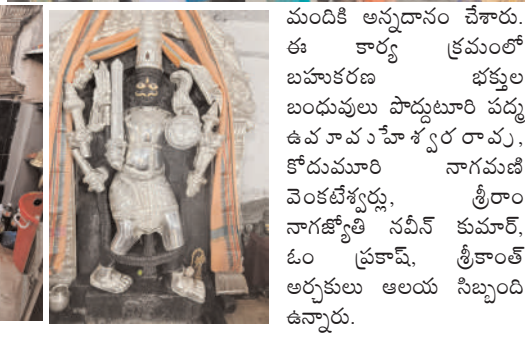 మందికి అన్నదానం చేశారు.
ఈ కార్య క్రమంలో
బహుకరణ భక్తుల
బంధువులు పొద్దుటూరి పద్మ
ఉమామహేశ్వర రావు,
కోదుమూరి నాగమణి
వెంకటేశ్వర్లు, శ్రీరాం
నాగజ్యోతి నవీన్ కుమార్,
ఓం ప్రకాష్, శ్రీకాంత్
అర్చకులు ఆలయ సిబ్బంది
ఉన్నారు.